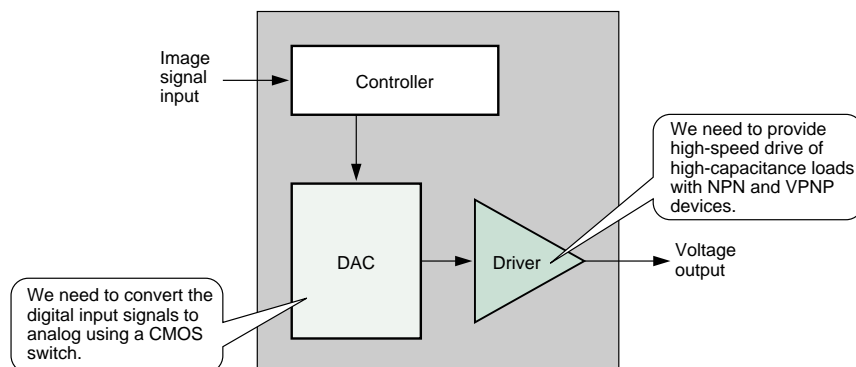 Image
signal
input
Controller
We need to provide
high-speed drive of
high-capacitance loads
with NPN and VPNP
devices.
DAC
Driver
Voltage
output
We need to convert the
digital input signals to
analog using a CMOS
switch.